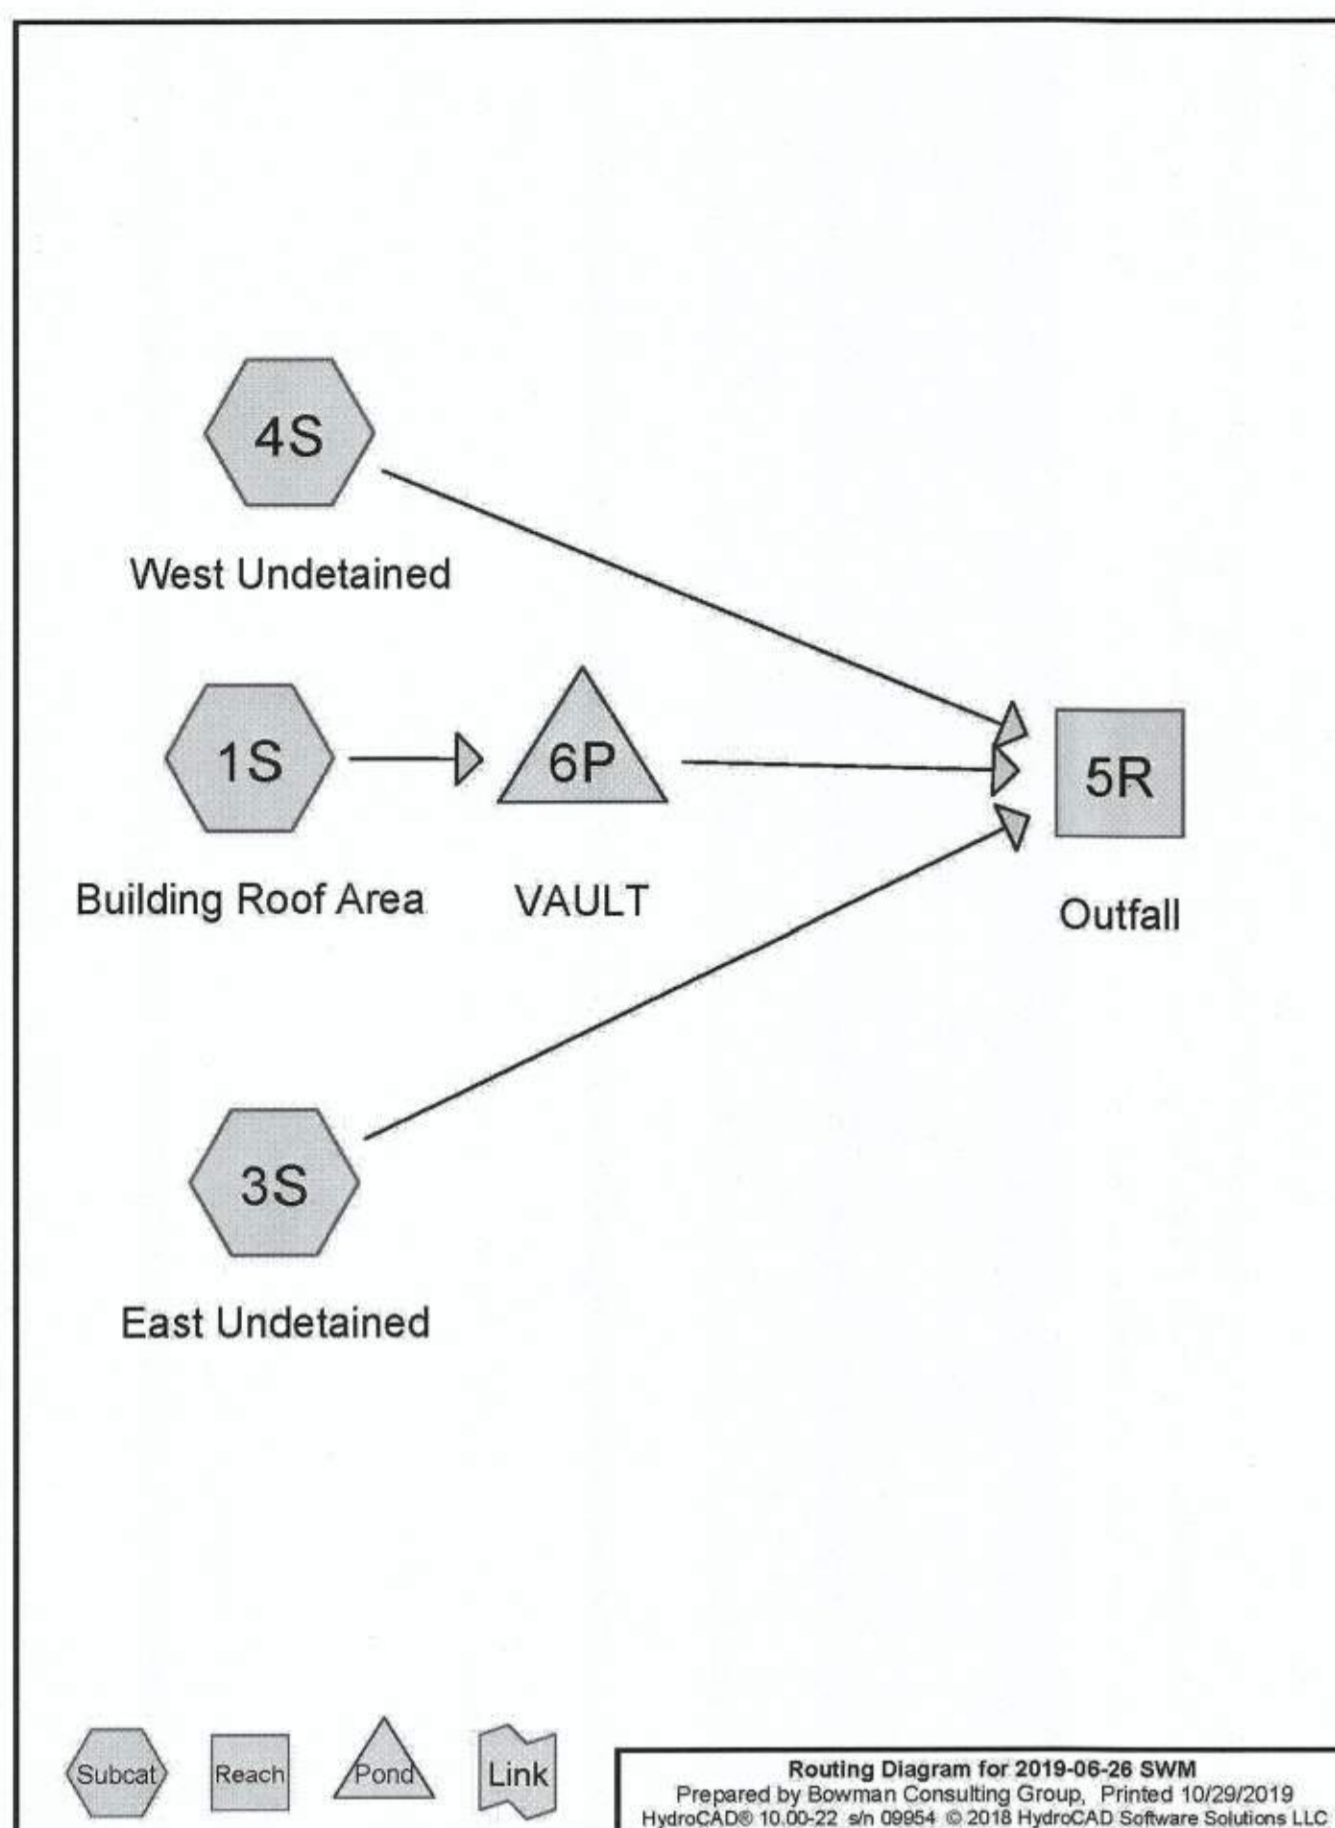 4S
West Undetained
1S
6P
5R
Building Roof Area
VAULT
Outfall
3S
East Undetained
Subcat
Reach
Pond
Link
Routing Diagram for 2019-06-26 SWM
Prepared by Bowman Consulting Group, Printed 10/29/2019
HydroCAD® 10.00-22 s/n 09954 © 2018 HydroCAD Software Solutions LLC